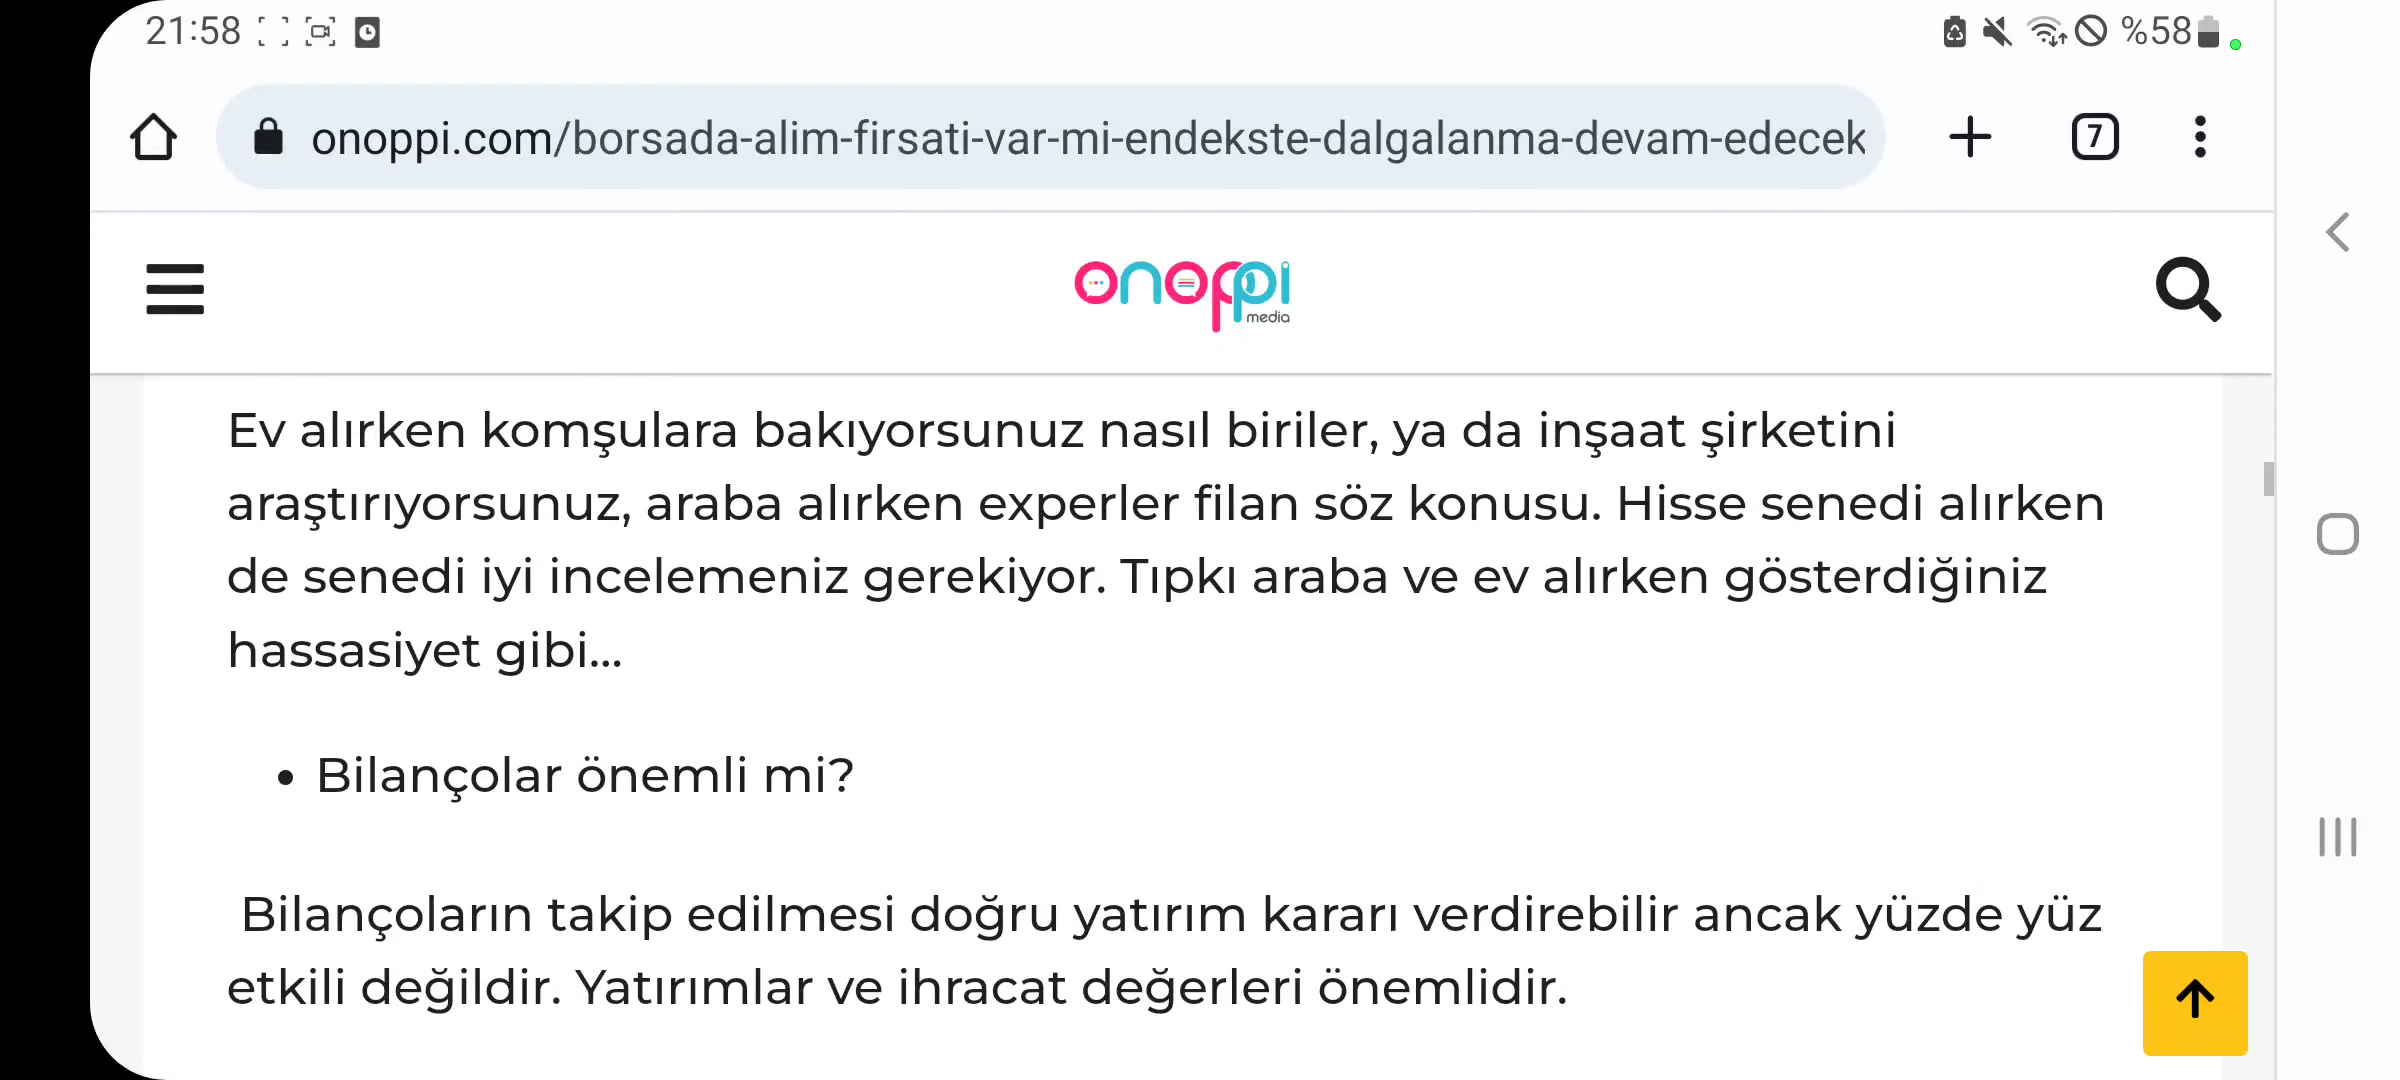 21:58
%58
onoppi.com/borsada-alim-firsati-var-mi-endekste-dalgalanma-devam-edecek
7
onoppi
media
Ev alırken komşulara bakıyorsunuz nasıl biriler, ya da inşaat şirketini
araştırıyorsunuz, araba alırken experler filan söz konusu. Hisse senedi alırken
de senedi iyi incelemeniz gerekiyor. Tıpkı araba ve ev alırken gösterdiğiniz
hassasiyet gibi...
• Bilançolar önemli mi?
Bilançoların takip edilmesi doğru yatırım kararı verdirebilir ancak yüzde yüz
etkili değildir. Yatırımlar ve ihracat değerleri önemlidir.